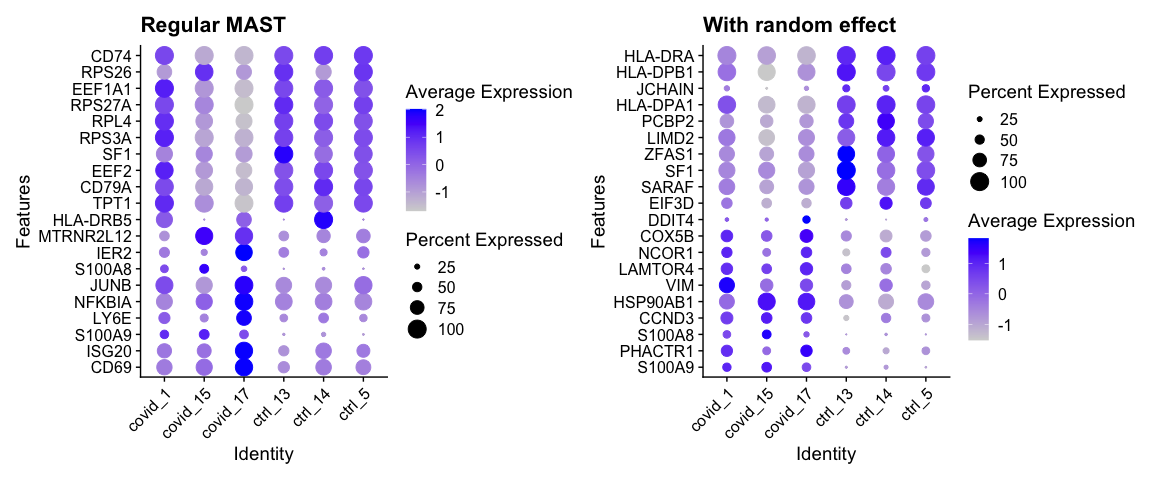 Regular MAST
CD74
RPS26
EEF1A1
RPS27A
RPL4
RPS3A
SF1
EEF2
CD79A
TPT1
HLA-DRB5
MTRNR2L12
IER2
S100A8
JUNB
NFKBIA
LY6E
S100A9
ISG20
CD69
Features
covid_1
covid_15
covid_17
ctrl_13
ctrl_14
ctrl_5
Identity
Average Expression
2
1
0
-1
Percent Expressed
25
50
75
100
With random effect
HLA-DRA
HLA-DPB1
JCHAIN
HLA-DPA1
PCBP2
LIMD2
ZFAS1
SF1
SARAF
EIF3D
DDIT4
COX5B
NCOR1
LAMTOR4
VIM
HSP90AB1
CCND3
S100A8
PHACTR1
S100A9
Features
covid_1
covid_15
covid_17
ctrl_13
ctrl_14
ctrl_5
Identity
Percent Expressed
25
50
75
100
Average Expression
1
0
-1